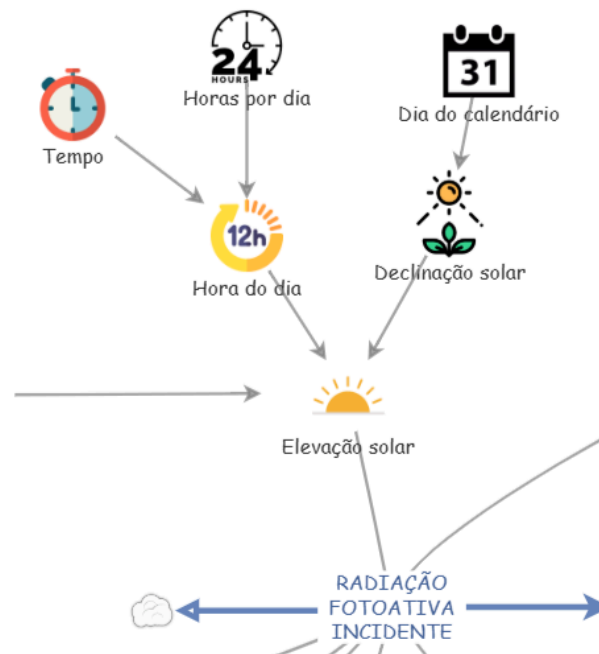 24
HOURS
Horas por dia
31
Dia do calendário
Tempo
12h
Hora do dia
Declinação solar
Elevação solar
RADIAÇÃO
FOTOATIVA
INCIDENTE